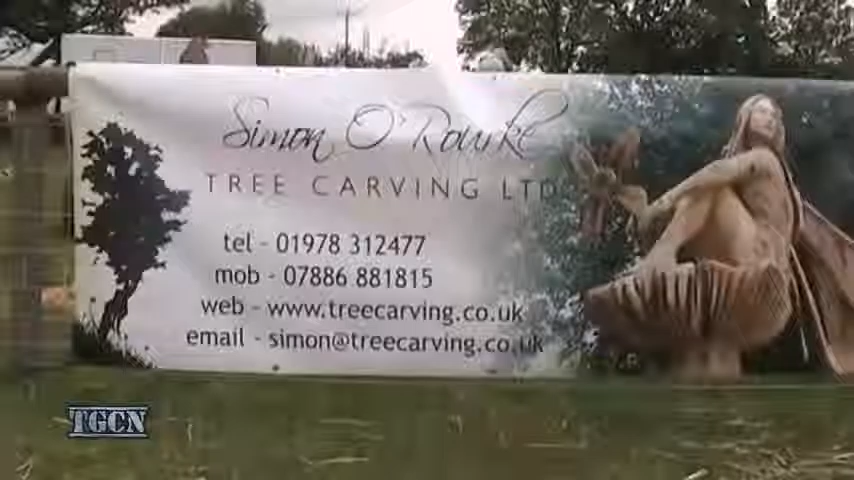 Simon O'Rourke
TREE CARVING LTD
tel - 01978 312477
mob - 07886 881815
web - www.treecarving.co.uk
email - simon@treecarving.co.uk
TGCN